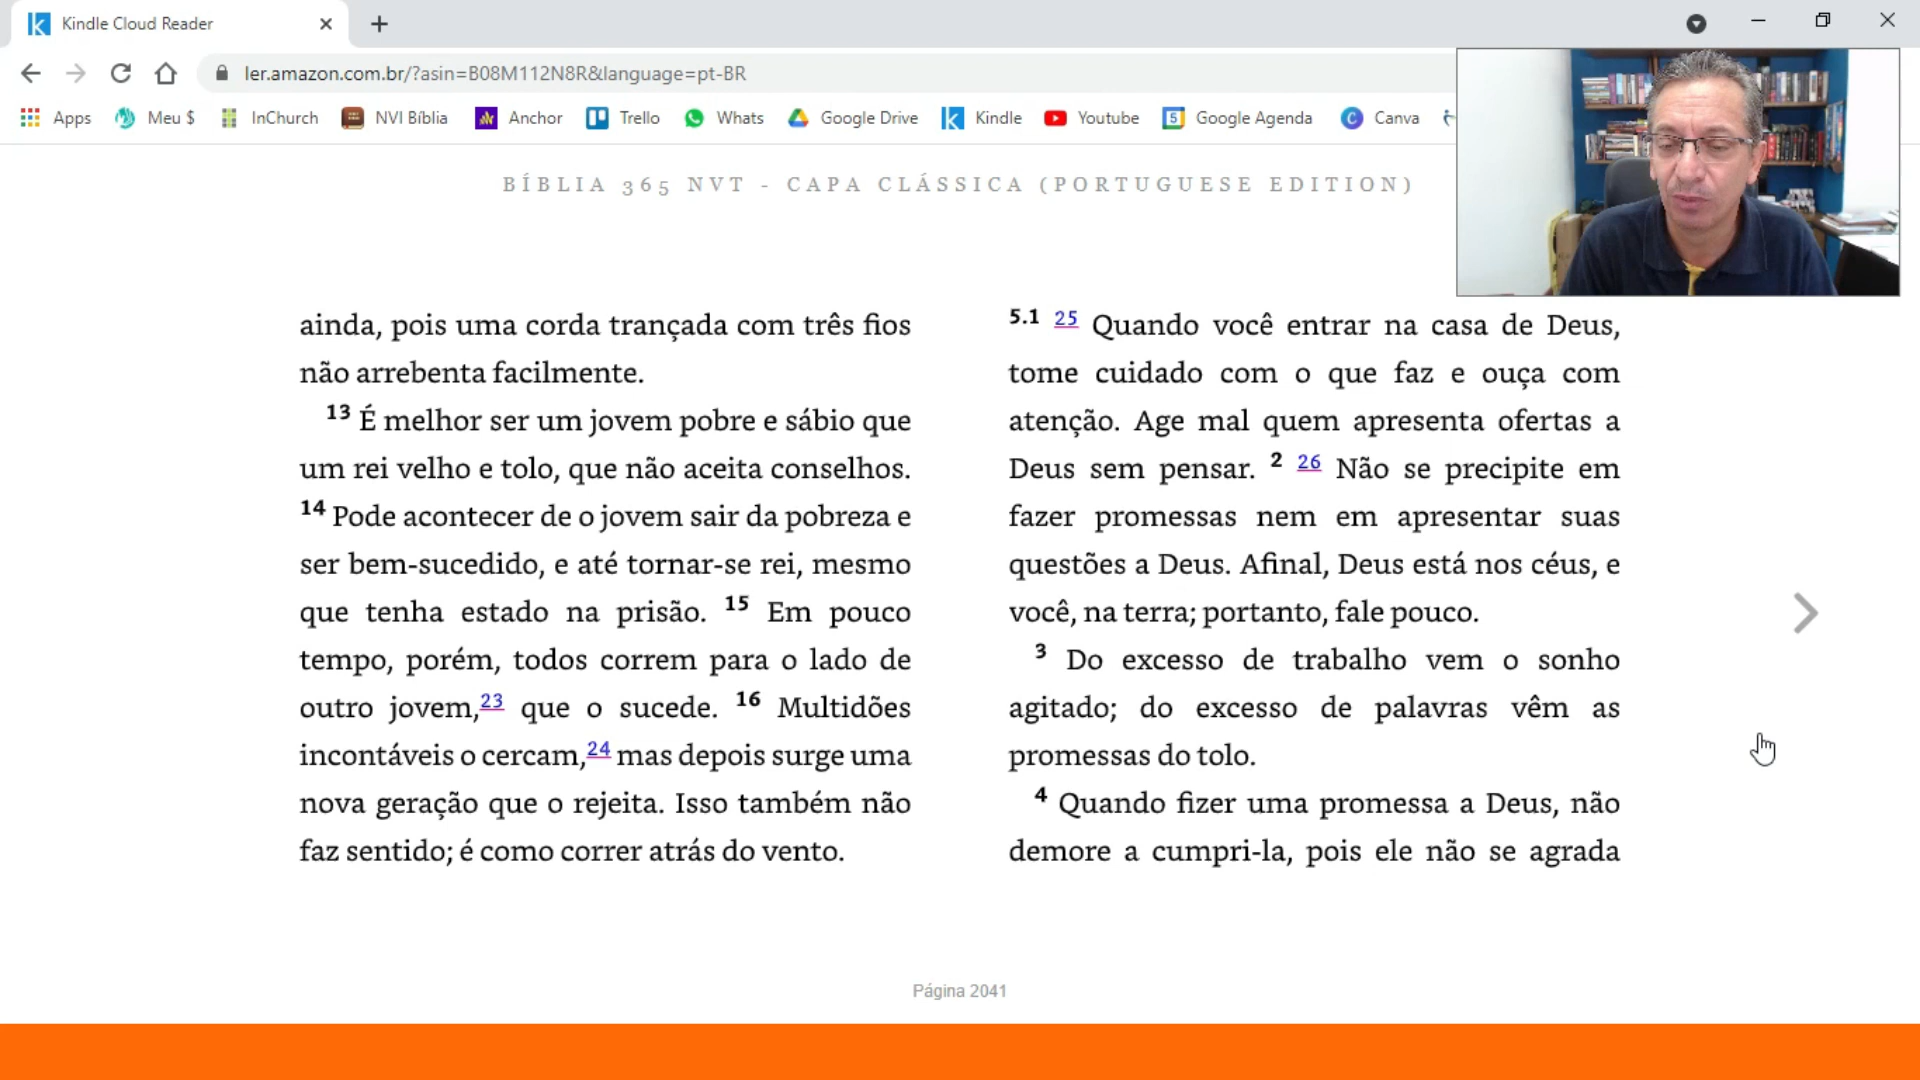 Kindle Cloud Reader
ler.amazon.com.br/?asin=B08M112N8R&language=pt-BR
Apps Meu $ InChurch NVI Bíblia Anchor Trello Whats Google Drive Kindle Youtube 5 Google Agenda C Canva
BÍBLIA 365 NVT - CAPA CLÁSSICA (PORTUGUESE EDITION)
ainda, pois uma corda trançada com três fios
não arrebenta facilmente.
13 É melhor ser um jovem pobre e sábio que
um rei velho e tolo, que não aceita conselhos.
14 Pode acontecer de o jovem sair da pobreza e
ser bem-sucedido, e até tornar-se rei, mesmo
que tenha estado na prisão. 15 Em pouco
tempo, porém, todos correm para o lado de
outro jovem,23 que o sucede. 16 Multidões
incontáveis o cercam,24 mas depois surge uma
nova geração que o rejeita. Isso também não
faz sentido; é como correr atrás do vento.
5.1 25 Quando você entrar na casa de Deus,
tome cuidado com o que faz e ouça com
atenção. Age mal quem apresenta ofertas a
Deus sem pensar. 2 26 Não se precipite em
fazer promessas nem em apresentar suas
questões a Deus. Afinal, Deus está nos céus, e
você, na terra; portanto, fale pouco.
3 Do excesso de trabalho vem o sonho
agitado; do excesso de palavras vêm as
promessas do tolo.
4 Quando fizer uma promessa a Deus, não
demore a cumpri-la, pois ele não se agrada
Página 2041